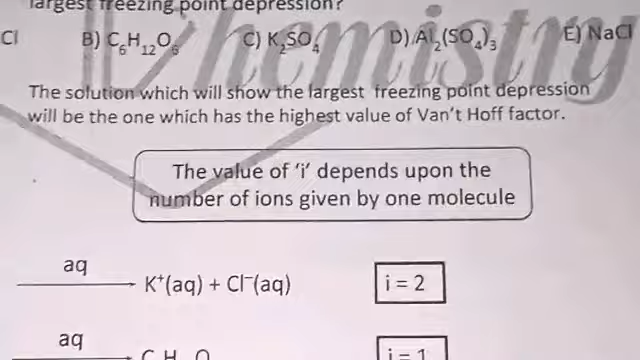 largest freezing point depression?
Cl B) C₆H₁₂O₆ C) K₂SO₄ D) Al₂(SO₄)₃ E) NaCl
hemistry
The solution which will show the largest freezing point depression
will be the one which has the highest value of Van't Hoff factor.
The value of 'i' depends upon the
number of ions given by one molecule
aq
K⁺(aq) + Cl⁻(aq) i = 2
aq
C H O i = 1